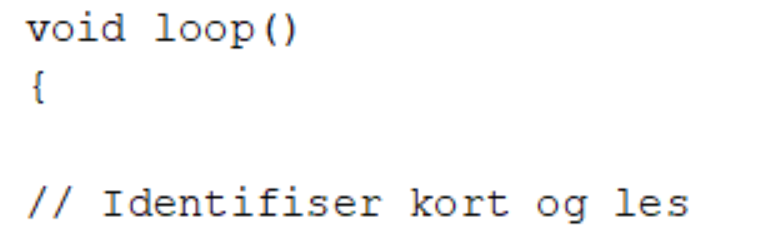 void loop()
{
// Identifiser kort og les